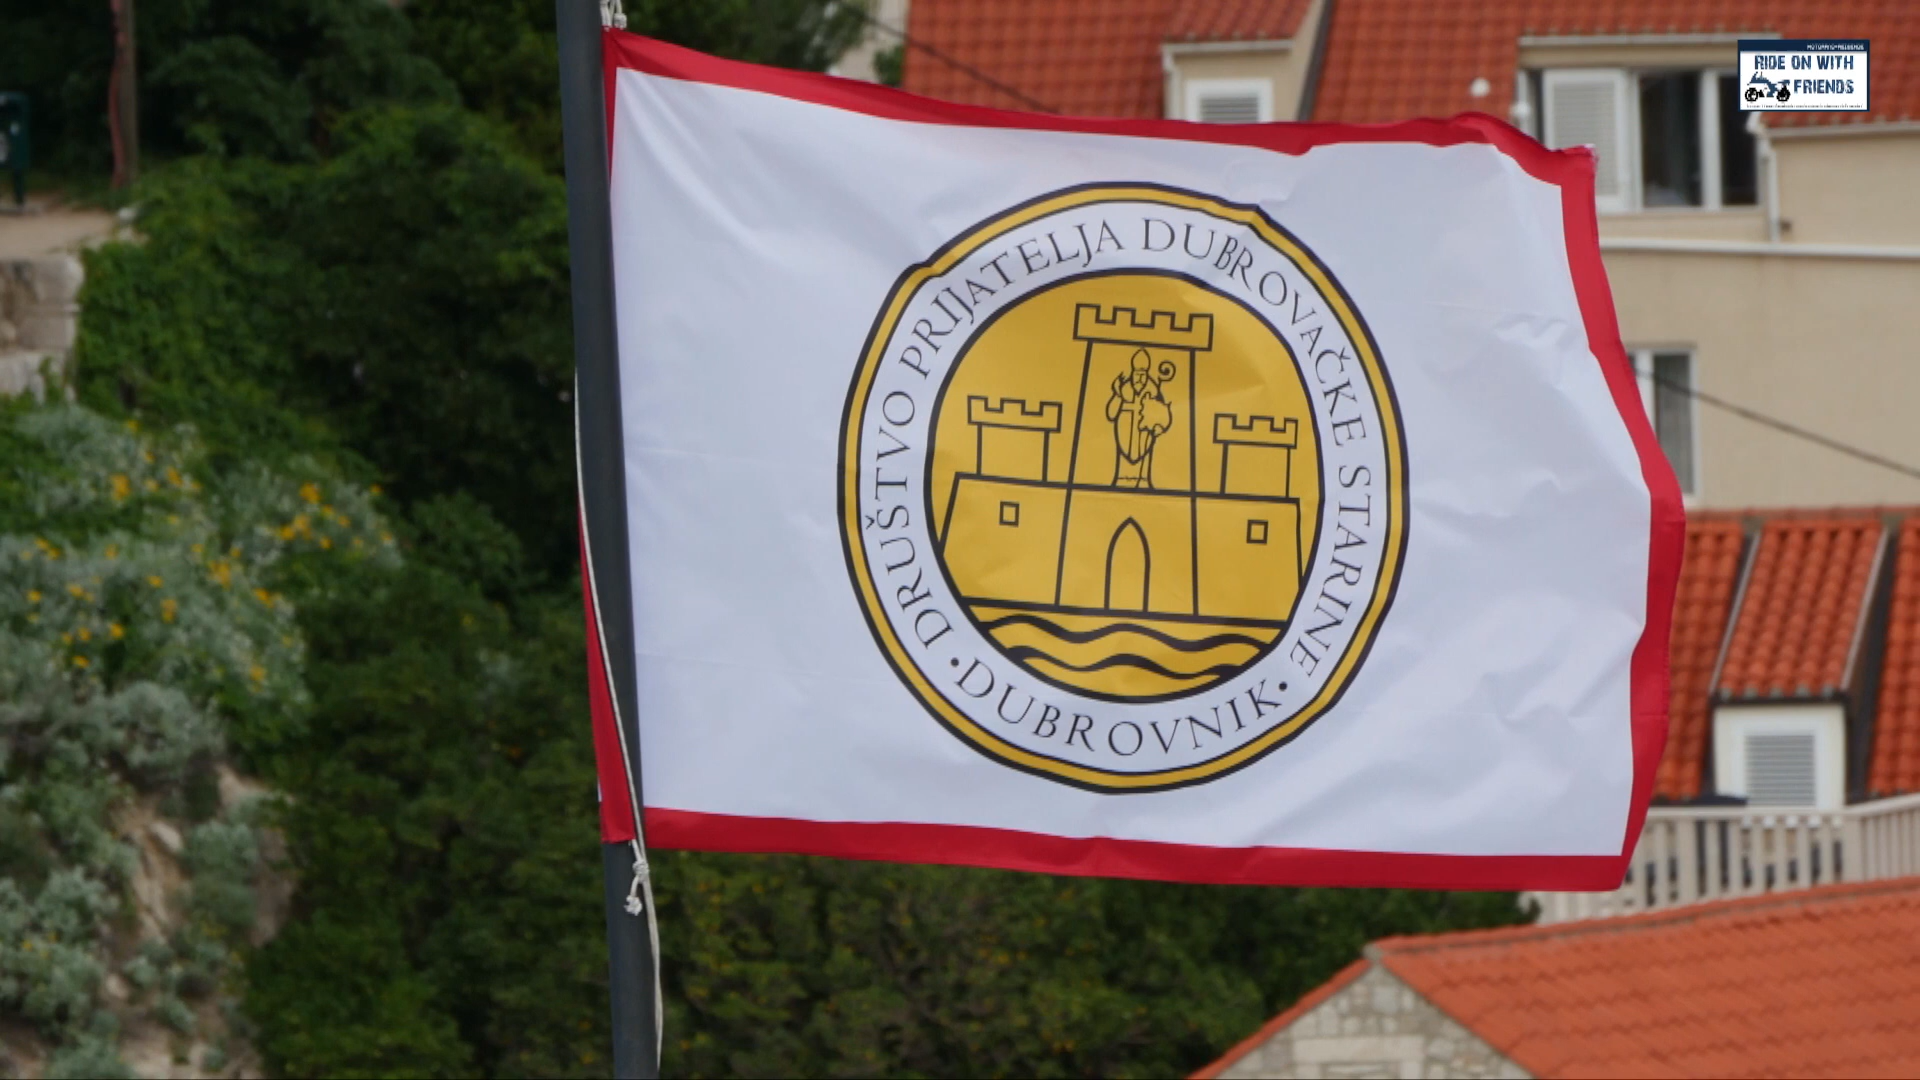 RIDE ON WITH
FRIENDS
DRUŠTVO PRIJATELJA DUBROVAČKE STARINE
• DUBROVNIK •